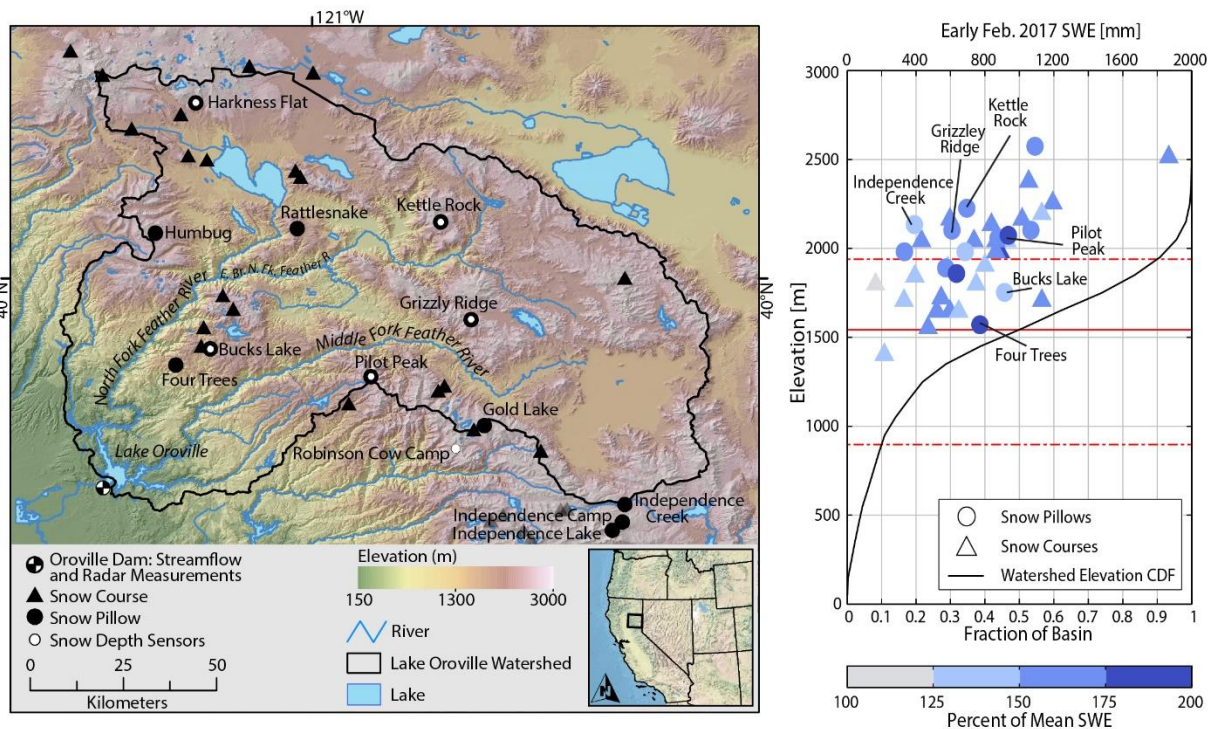 121°W
Harkness Flat
Rattlesnake
Kettle Rock
Humbug
E. Br. N. Fk. Feather R.
40°N
40°N
North Fork Feather River
Grizzly Ridge
Bucks Lake
Middle Fork Feather River
Four Trees
Pilot Peak
Gold Lake
Lake Oroville
Robinson Cow Camp
Independence Creek
Independence Camp
Independence Lake
Oroville Dam: Streamflow
and Radar Measurements
Snow Course
Snow Pillow
Snow Depth Sensors
0 25 50
Kilometers
Elevation (m)
150 1300 3000
River
Lake Oroville Watershed
Lake
N
Early Feb. 2017 SWE [mm]
0 400 800 1200 1600 2000
3000
2500
2000
1500
1000
500
0
Elevation [m]
Kettle
Rock
Grizzley
Ridge
Independence
Creek
Pilot
Peak
Bucks Lake
Four Trees
Snow Pillows
Snow Courses
Watershed Elevation CDF
0 0.1 0.2 0.3 0.4 0.5 0.6 0.7 0.8 0.9 1
Fraction of Basin
100 125 150 175 200
Percent of Mean SWE